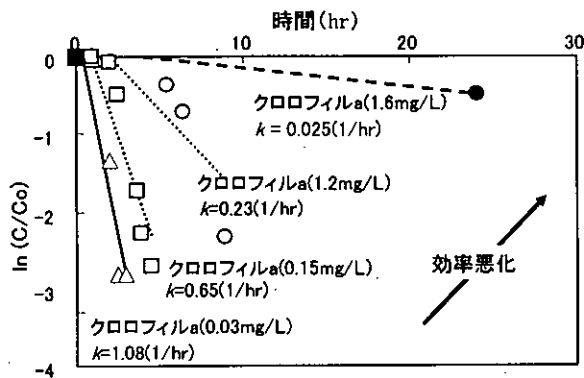 時間(hr)
0 10 20 30
0
-1
-2
-3
-4
ln (C/Co)
クロロフィルa(1.6mg/L)
k = 0.025(1/hr)
クロロフィルa(1.2mg/L)
k=0.23(1/hr)
クロロフィルa(0.15mg/L)
k=0.65(1/hr)
クロロフィルa(0.03mg/L)
k=1.08(1/hr)
効率悪化